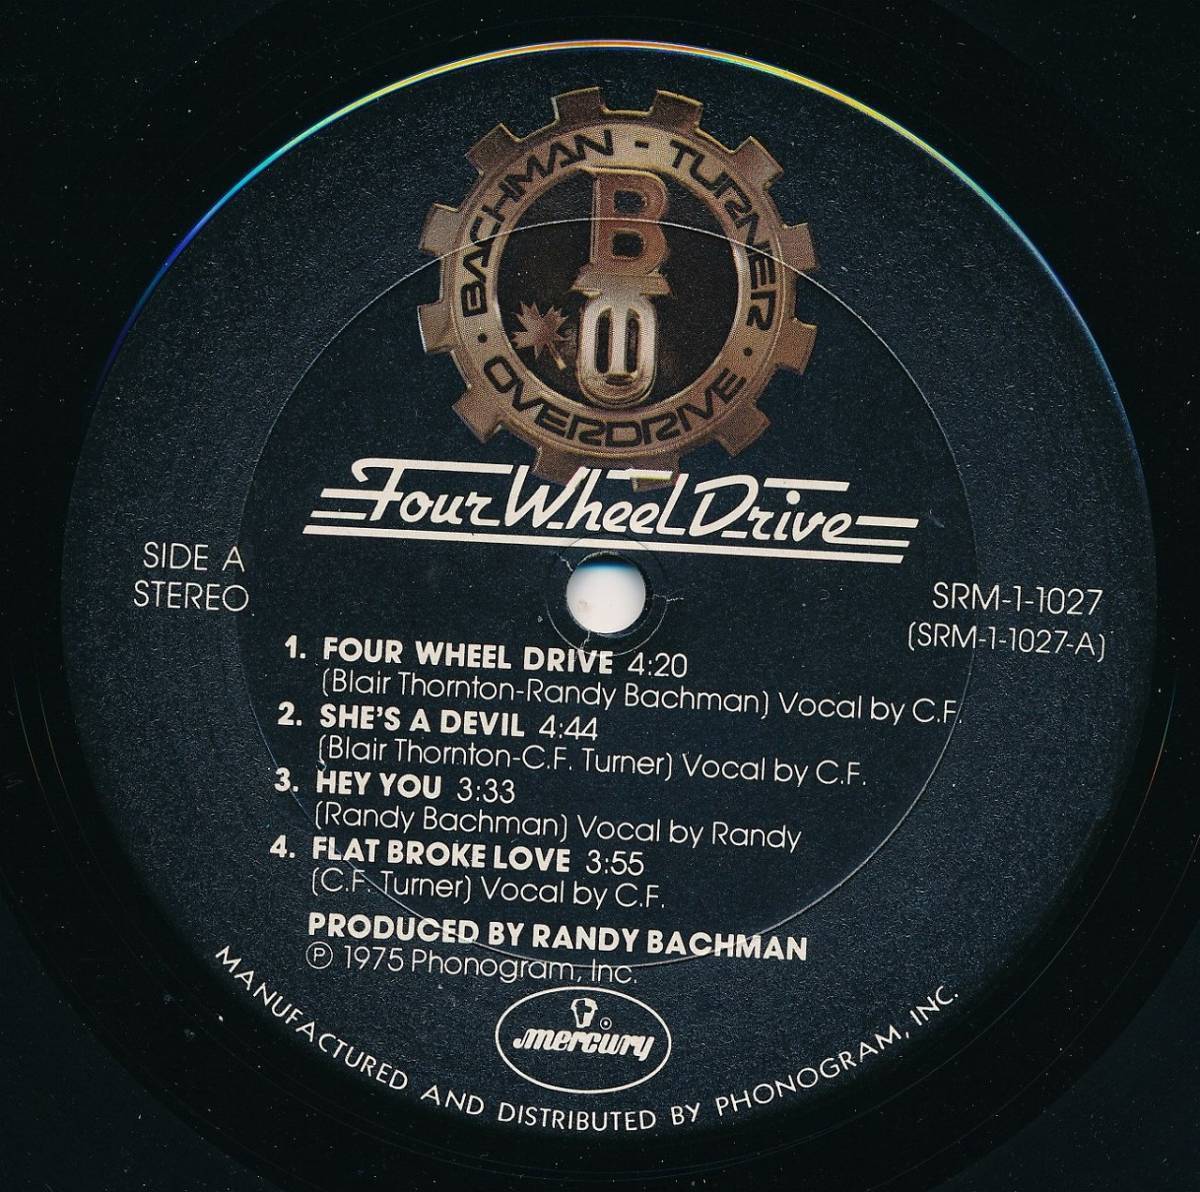 BACHMAN - TURNER
· OVERDRIVE ·
B
TO
Four Wheel Drive
SIDE A
STEREO
SRM-1-1027
(SRM-1-1027-A)
1. FOUR WHEEL DRIVE 4:20
(Blair Thornton-Randy Bachman) Vocal by C.F.
2. SHE'S A DEVIL 4:44
(Blair Thornton-C.F. Turner) Vocal by C.F.
3. HEY YOU 3:33
(Randy Bachman) Vocal by Randy
4. FLAT BROKE LOVE 3:55
(C.F. Turner) Vocal by C.F.
PRODUCED BY RANDY BACHMAN
℗ 1975 Phonogram, Inc.
mercury ®
MANUFACTURED AND DISTRIBUTED BY PHONOGRAM, INC.